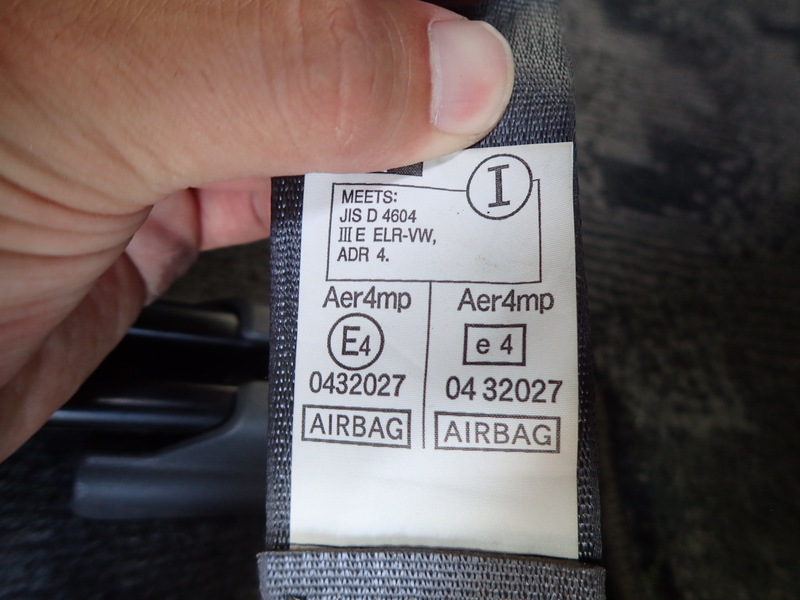 I
MEETS:
JIS D 4604
III E ELR-VW,
ADR 4.
Aer4mp
E4
0432027
AIRBAG
Aer4mp
e 4
04 32027
AIRBAG